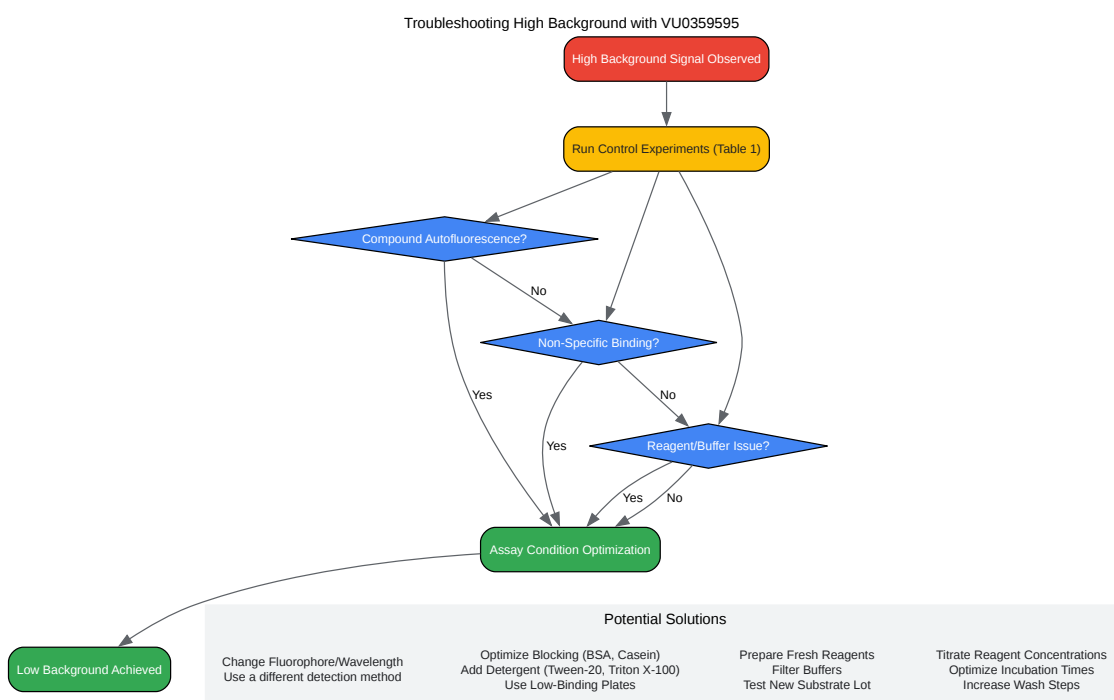 Troubleshooting High Background with VU0359595
High Background Signal Observed
Run Control Experiments (Table 1)
Compound Autofluorescence?
No
Non-Specific Binding?
Yes
No
Yes
Reagent/Buffer Issue?
Yes
No
Assay Condition Optimization
Low Background Achieved
Potential Solutions
Change Fluorophore/Wavelength
Use a different detection method
Optimize Blocking (BSA, Casein)
Add Detergent (Tween-20, Triton X-100)
Use Low-Binding Plates
Prepare Fresh Reagents
Filter Buffers
Test New Substrate Lot
Titrate Reagent Concentrations
Optimize Incubation Times
Increase Wash Steps